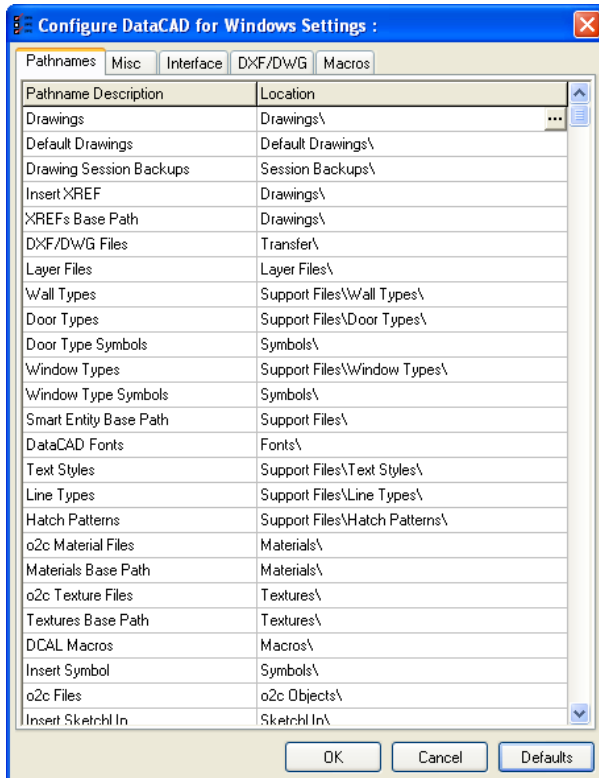 Configure DataCAD for Windows Settings :
Pathnames Misc Interface DXF/DWG Macros
Pathname Description Location
Drawings Drawings\ ...
Default Drawings Default Drawings\
Drawing Session Backups Session Backups\
Insert XREF Drawings\
XREFs Base Path Drawings\
DXF/DWG Files Transfer\
Layer Files Layer Files\
Wall Types Support Files\Wall Types\
Door Types Support Files\Door Types\
Door Type Symbols Symbols\
Window Types Support Files\Window Types\
Window Type Symbols Symbols\
Smart Entity Base Path Support Files\
DataCAD Fonts Fonts\
Text Styles Support Files\Text Styles\
Line Types Support Files\Line Types\
Hatch Patterns Support Files\Hatch Patterns\
o2c Material Files Materials\
Materials Base Path Materials\
o2c Texture Files Textures\
Textures Base Path Textures\
DCAL Macros Macros\
Insert Symbol Symbols\
o2c Files o2c Objects\
Insert SketchUp SketchUp\
OK Cancel Defaults